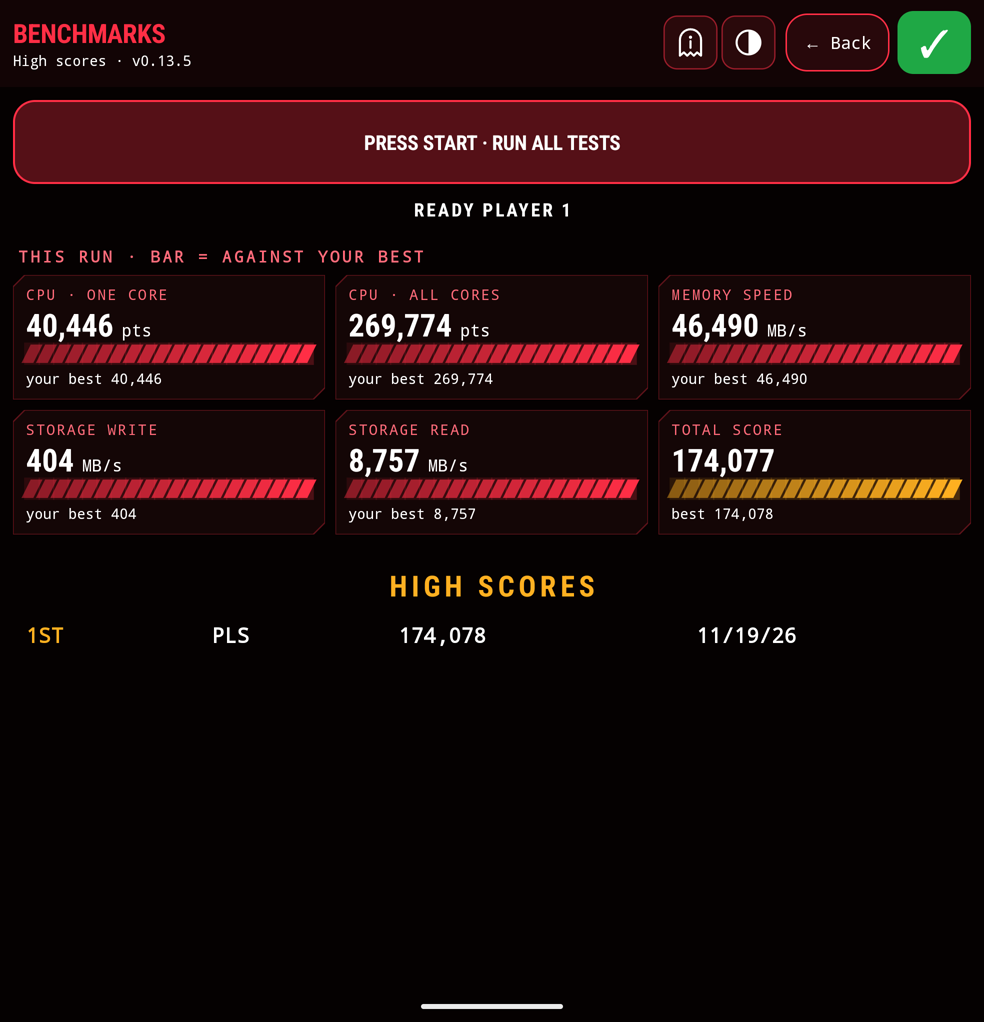 BENCHMARKS
High scores · v0.13.5
← Back
✓
PRESS START · RUN ALL TESTS
READY PLAYER 1
THIS RUN · BAR = AGAINST YOUR BEST
CPU · ONE CORE
40,446 pts
your best 40,446
CPU · ALL CORES
269,774 pts
your best 269,774
MEMORY SPEED
46,490 MB/s
your best 46,490
STORAGE WRITE
404 MB/s
your best 404
STORAGE READ
8,757 MB/s
your best 8,757
TOTAL SCORE
174,077
best 174,078
HIGH SCORES
1ST PLS 174,078 11/19/26